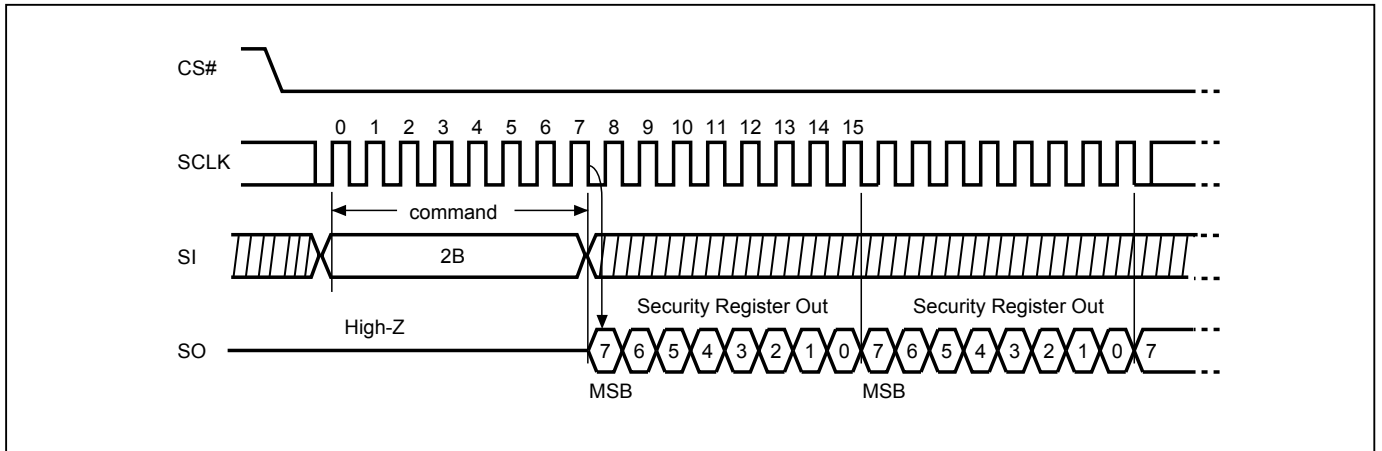 CS#
0 1 2 3 4 5 6 7 8 9 10 11 12 13 14 15
SCLK
command
SI
2B
Security Register Out Security Register Out
High-Z
SO
7 6 5 4 3 2 1 0 7 6 5 4 3 2 1 0 7
MSB MSB